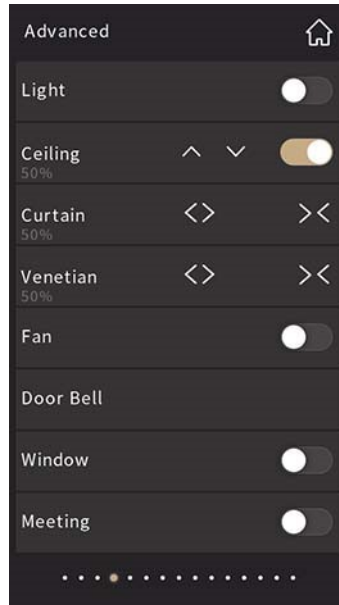 Advanced
Light
Ceiling
50%
Curtain
50%
Venetian
50%
Fan
Door Bell
Window
Meeting